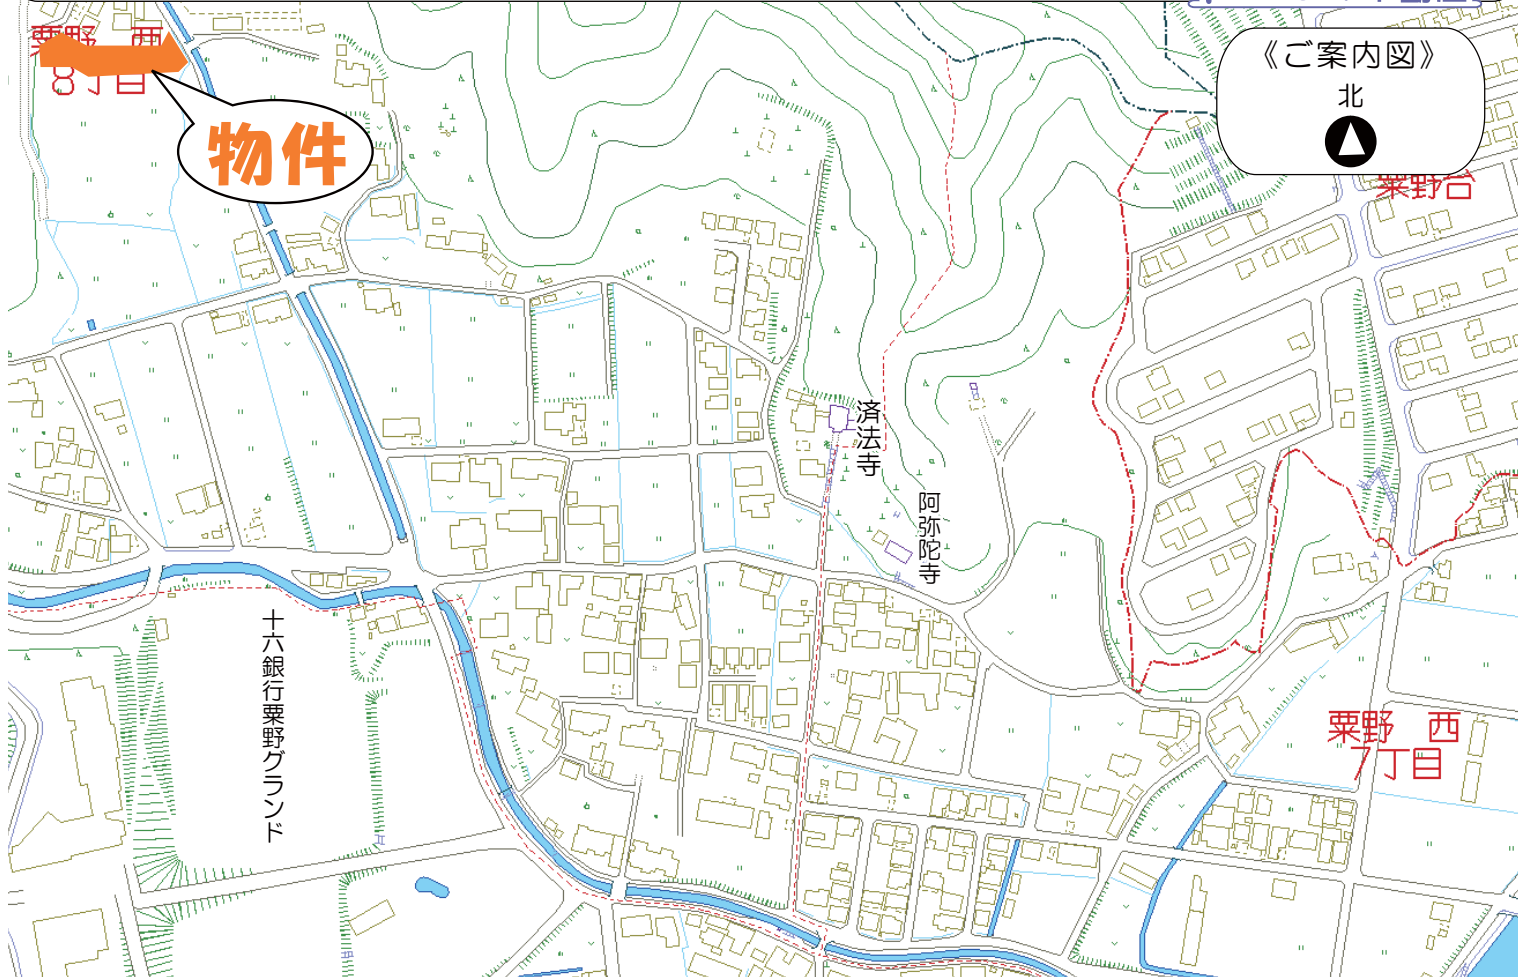 粟野 西
8丁目
物件
《ご案内図》
北
粟野台
済法寺
阿弥陀寺
十六銀行粟野グランド
粟野 西
7丁目